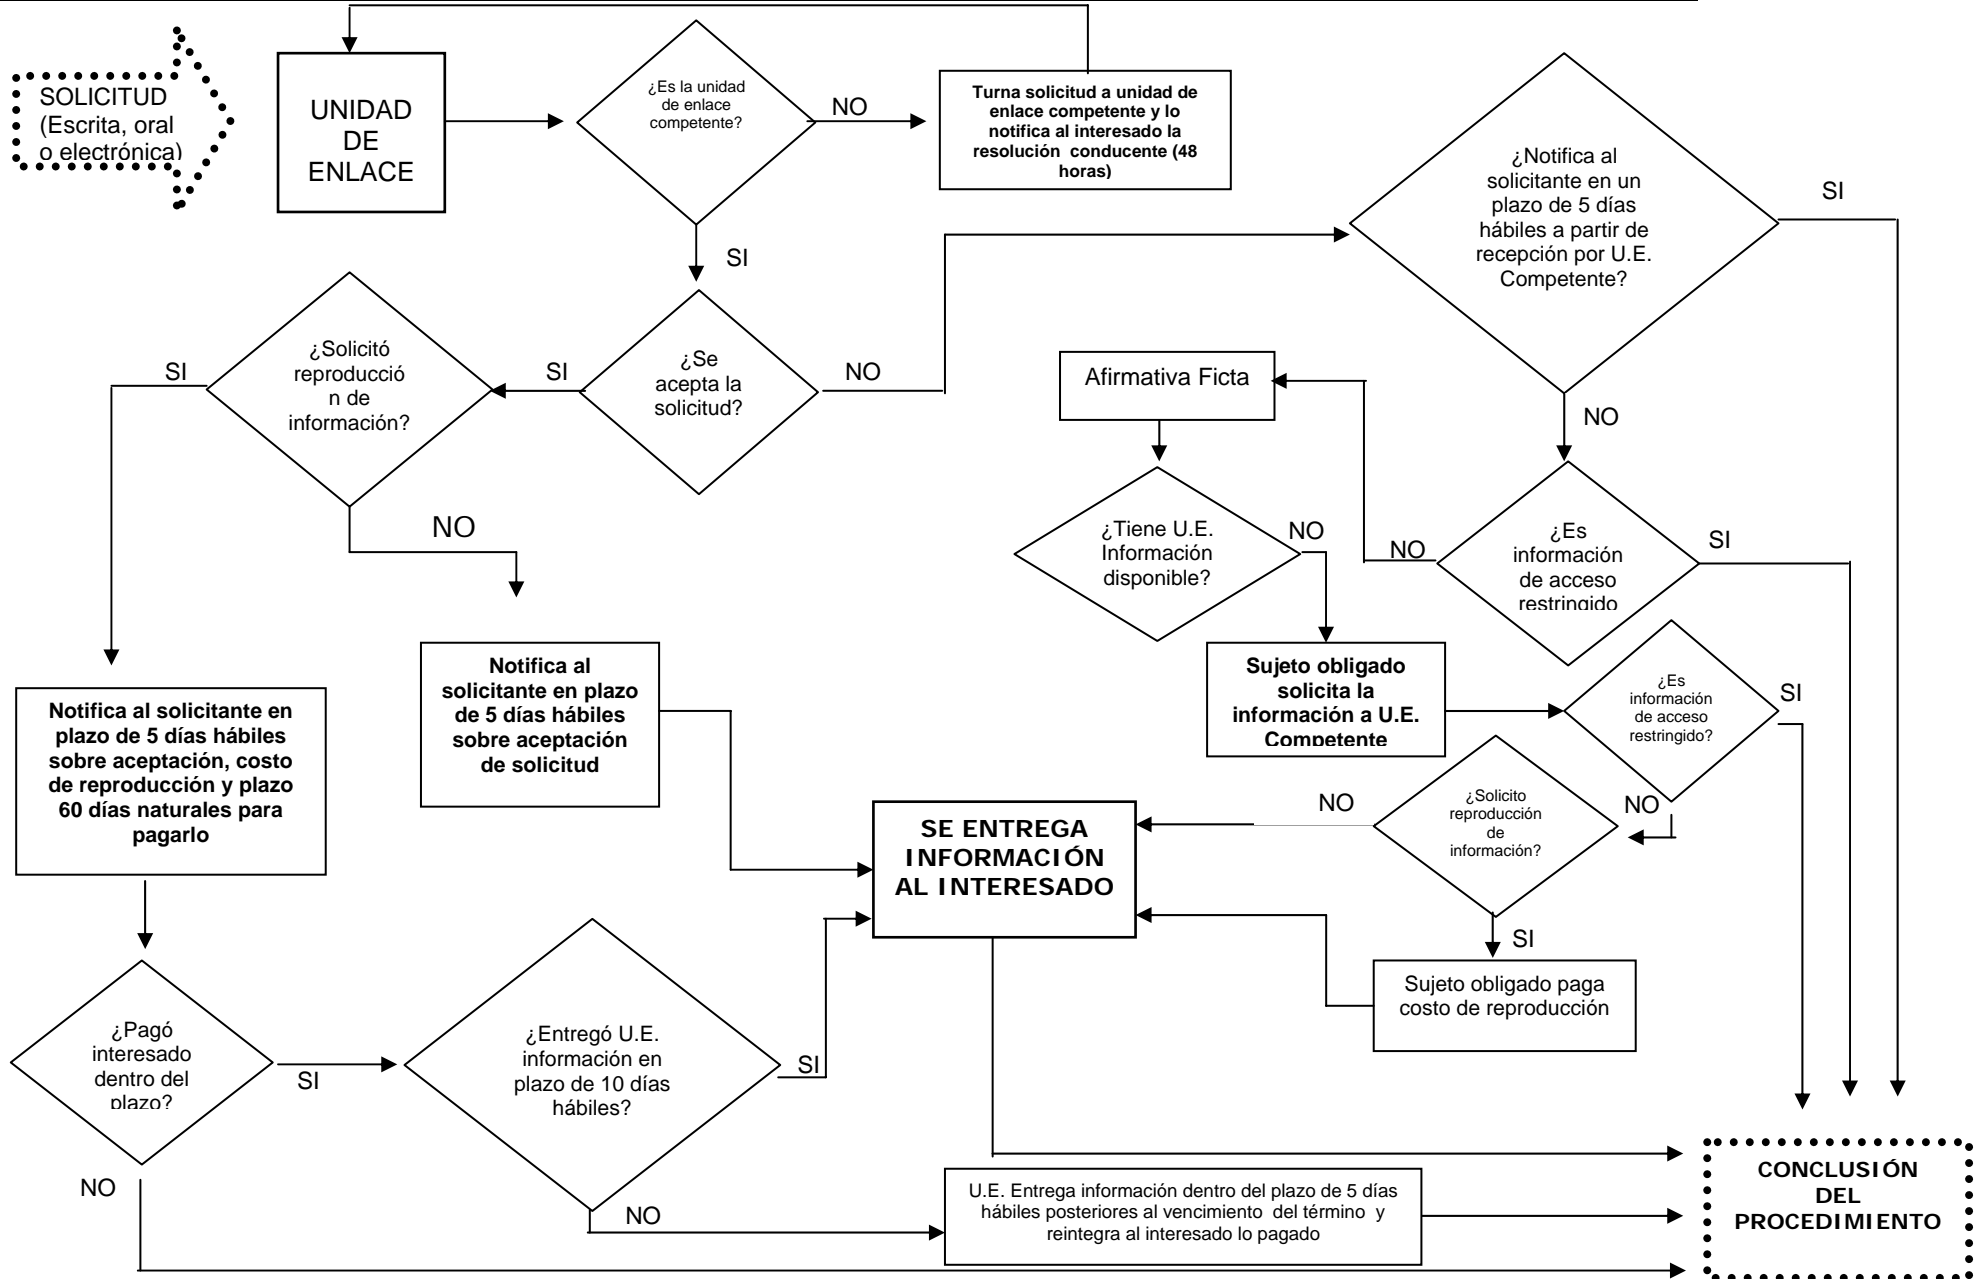 SOLICITUD
(Escrita, oral
o electrónica)
UNIDAD
DE
ENLACE
¿Es la unidad
de enlace
competente?
NO
Turna solicitud a unidad de
enlace competente y lo
notifica al interesado la
resolución conducente (48
horas)
SI
¿Notifica al
solicitante en un
plazo de 5 días
hábiles a partir de
recepción por U.E.
Competente?
SI
NO
¿Se
acepta la
solicitud?
NO
SI
¿Solicitó
reproducció
n de
información?
SI
NO
Afirmativa Ficta
¿Tiene U.E.
Información
disponible?
NO
¿Es
información
de acceso
restringido
NO
SI
Notifica al solicitante en
plazo de 5 días hábiles
sobre aceptación, costo
de reproducción y plazo
60 días naturales para
pagarlo
Notifica al
solicitante en plazo
de 5 días hábiles
sobre aceptación
de solicitud
Sujeto obligado
solicita la
información a U.E.
Competente
¿Es
información
de acceso
restringido?
SI
NO
¿Solicito
reproducción
de
información?
NO
SI
SE ENTREGA
INFORMACIÓN
AL INTERESADO
Sujeto obligado paga
costo de reproducción
¿Pagó
interesado
dentro del
plazo?
SI
NO
¿Entregó U.E.
información en
plazo de 10 días
hábiles?
SI
NO
U.E. Entrega información dentro del plazo de 5 días
hábiles posteriores al vencimiento del término y
reintegra al interesado lo pagado
CONCLUSIÓN
DEL
PROCEDIMIENTO